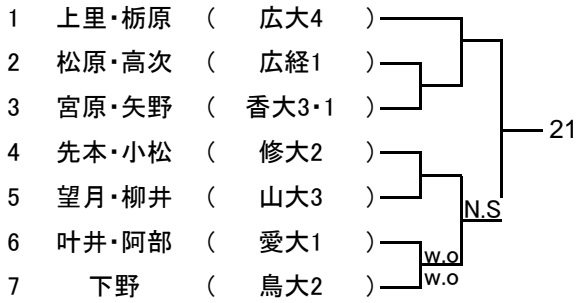 1 上里・栃原 ( 広大4 )
2 松原・高次 ( 広経1 )
3 宮原・矢野 ( 香大3・1 )
21
4 先本・小松 ( 修大2 )
5 望月・柳井 ( 山大3 )
N.S
6 叶井・阿部 ( 愛大1 )
w.o
w.o
7 下野 ( 鳥大2 )